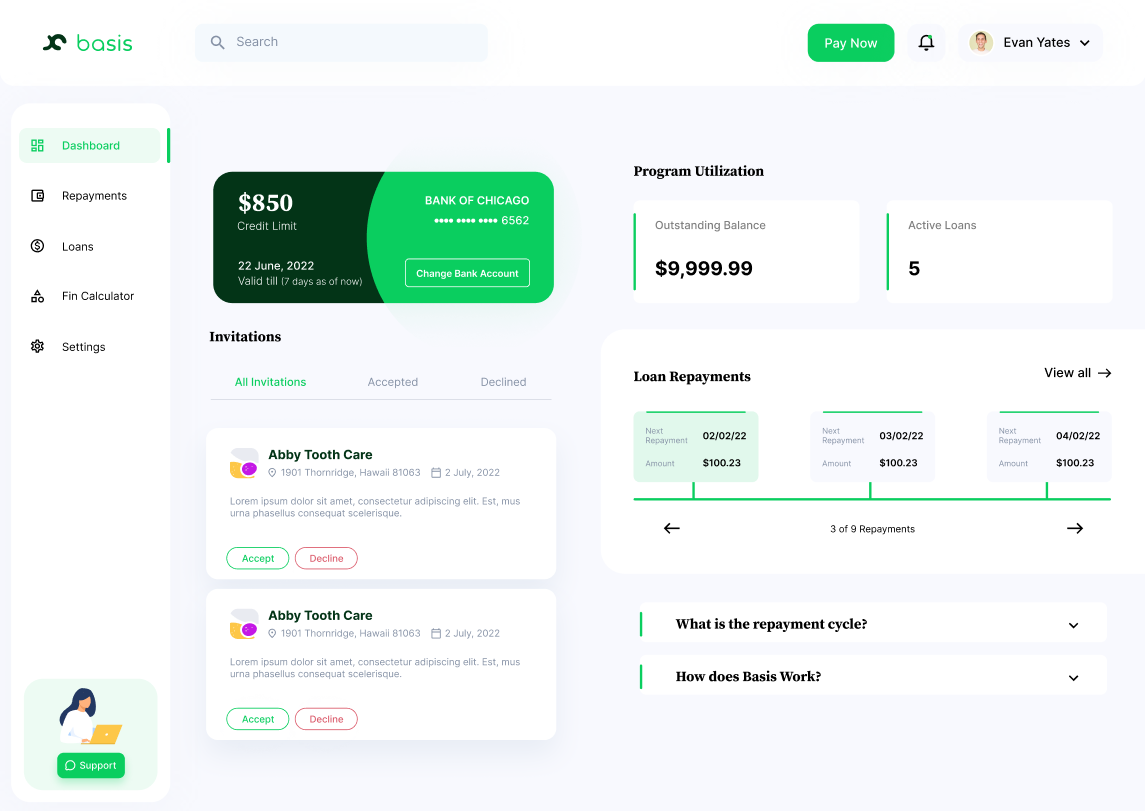 basis
Search
Pay Now
Evan Yates
Dashboard
Repayments
Loans
Fin Calculator
Settings
Support
$850
Credit Limit
22 June, 2022
Valid till (7 days as of now)
BANK OF CHICAGO
•••• •••• •••• 6562
Change Bank Account
Invitations
All Invitations
Accepted
Declined
Abby Tooth Care
1901 Thornridge, Hawaii 81063
2 July, 2022
Lorem ipsum dolor sit amet, consectetur adipiscing elit. Est, mus
urna phasellus consequat scelerisque.
Accept
Decline
Abby Tooth Care
1901 Thornridge, Hawaii 81063
2 July, 2022
Lorem ipsum dolor sit amet, consectetur adipiscing elit. Est, mus
urna phasellus consequat scelerisque.
Accept
Decline
Program Utilization
Outstanding Balance
$9,999.99
Active Loans
5
Loan Repayments
View all
Next
Repayment
02/02/22
Amount
$100.23
Next
Repayment
03/02/22
Amount
$100.23
Next
Repayment
04/02/22
Amount
$100.23
3 of 9 Repayments
What is the repayment cycle?
How does Basis Work?